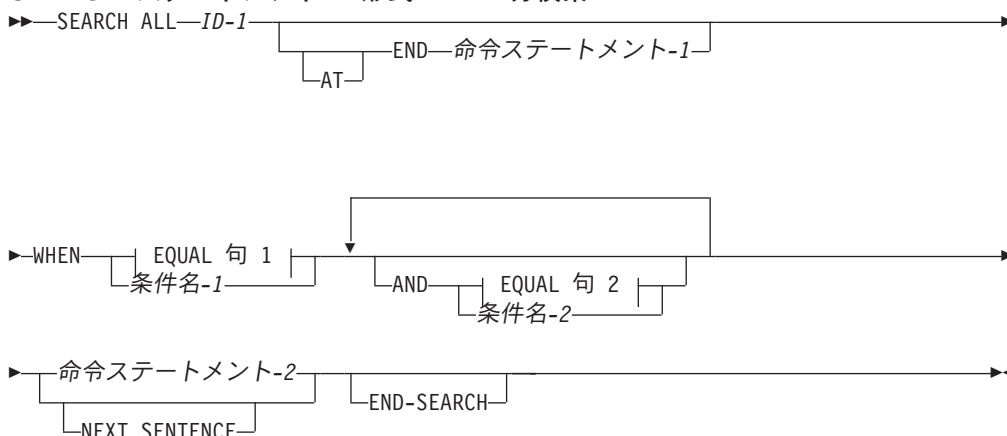 SEARCH ALL ID-1
END 命令ステートメント-1
AT
WHEN EQUAL 句 1
条件名-1
AND EQUAL 句 2
条件名-2
命令ステートメント-2
END-SEARCH
NEXT SENTENCE